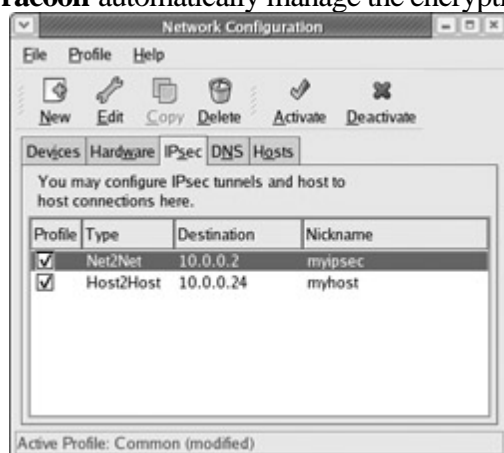 racoon automatically manage the encrypti
Network Configuration
File Profile Help
New Edit Copy Delete Activate Deactivate
Devices Hardware IPsec DNS Hosts
You may configure IPsec tunnels and host to
host connections here.
Profile Type Destination Nickname
Net2Net 10.0.0.2 myipsec
Host2Host 10.0.0.24 myhost
Active Profile: Common (modified)